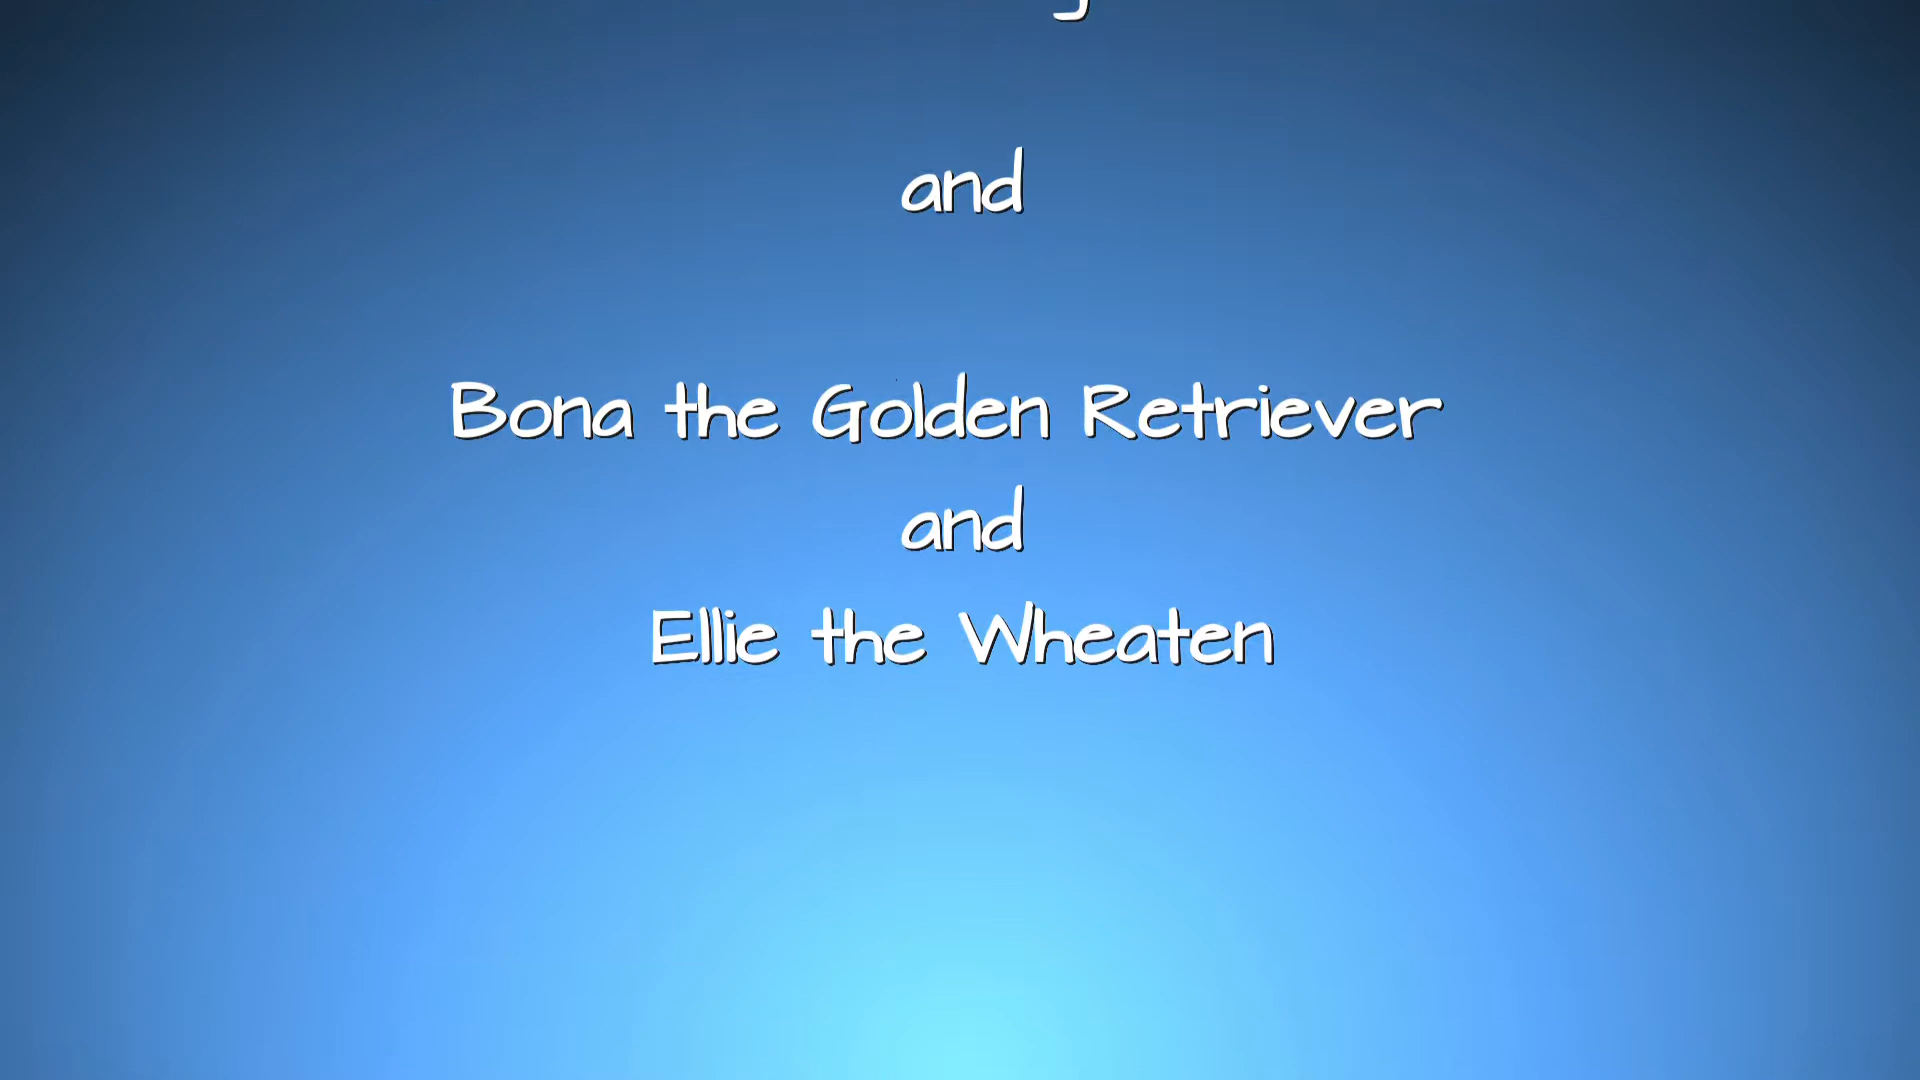 and
Bona the Golden Retriever
and
Ellie the Wheaten